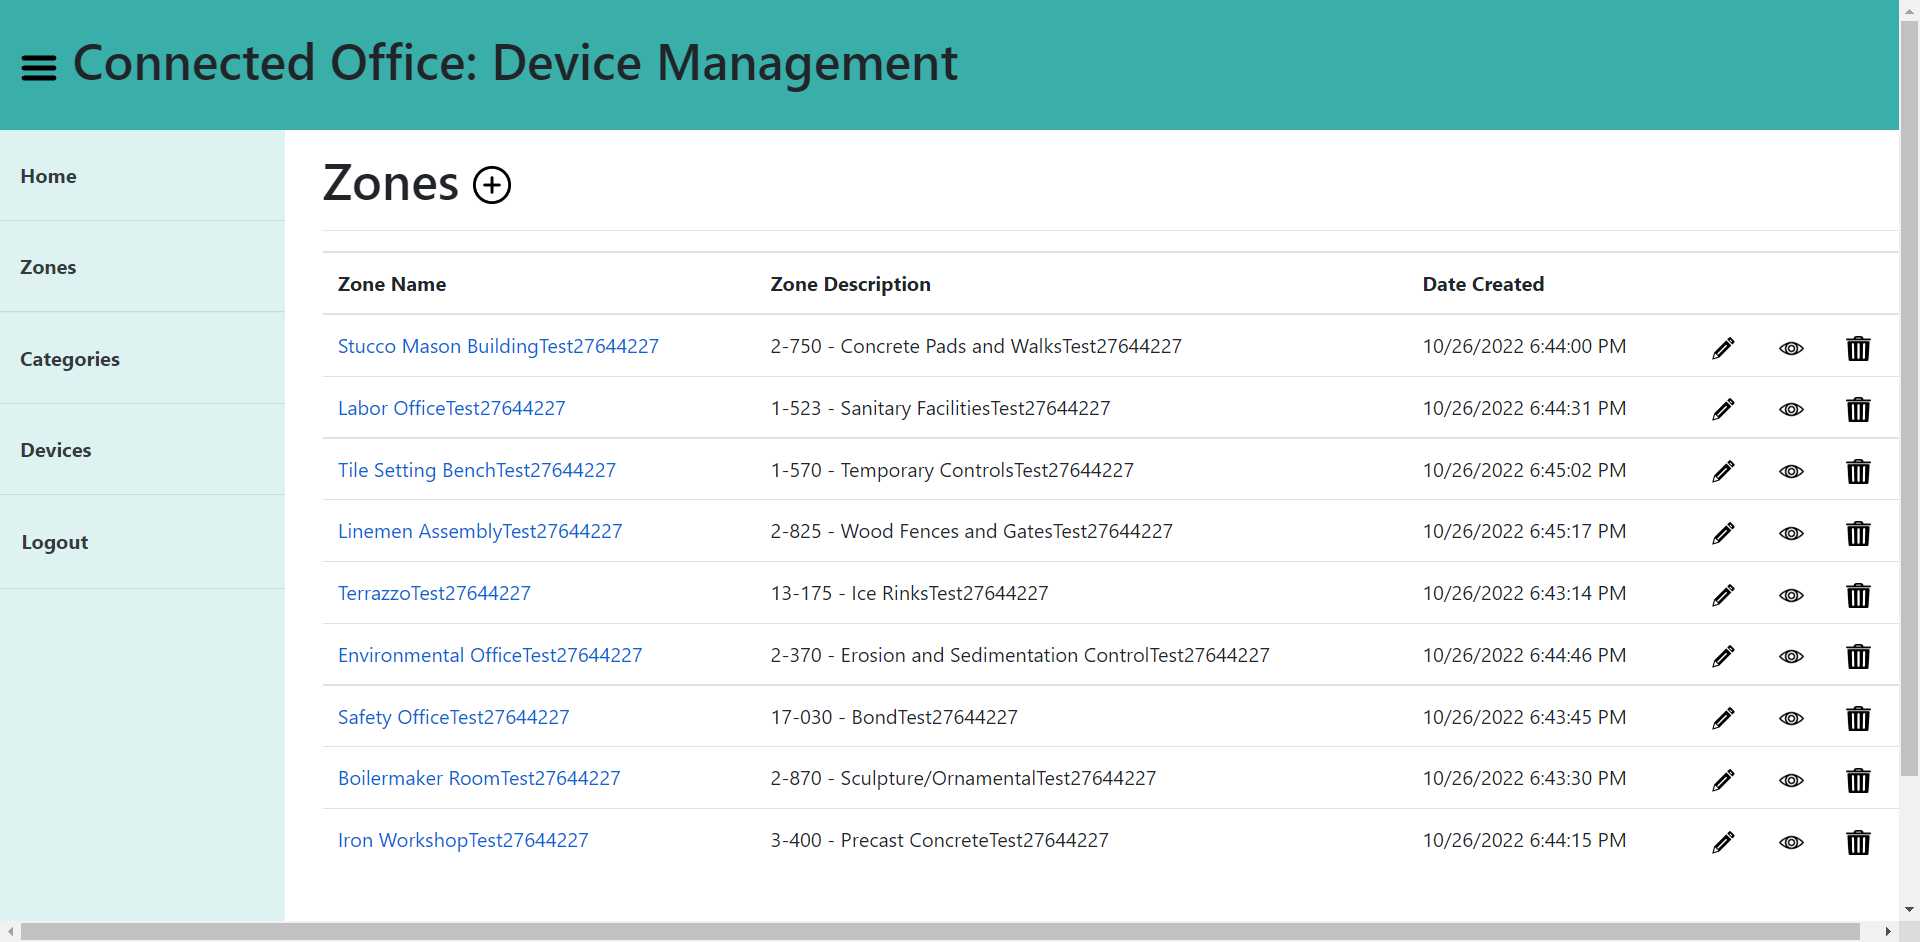 Connected Office: Device Management
Home
Zones
Categories
Devices
Logout
Zones
Zone Name Zone Description Date Created
Stucco Mason BuildingTest27644227 2-750 - Concrete Pads and WalksTest27644227 10/26/2022 6:44:00 PM
Labor OfficeTest27644227 1-523 - Sanitary FacilitiesTest27644227 10/26/2022 6:44:31 PM
Tile Setting BenchTest27644227 1-570 - Temporary ControlsTest27644227 10/26/2022 6:45:02 PM
Linemen AssemblyTest27644227 2-825 - Wood Fences and GatesTest27644227 10/26/2022 6:45:17 PM
TerrazzoTest27644227 13-175 - Ice RinksTest27644227 10/26/2022 6:43:14 PM
Environmental OfficeTest27644227 2-370 - Erosion and Sedimentation ControlTest27644227 10/26/2022 6:44:46 PM
Safety OfficeTest27644227 17-030 - BondTest27644227 10/26/2022 6:43:45 PM
Boilermaker RoomTest27644227 2-870 - Sculpture/OrnamentalTest27644227 10/26/2022 6:43:30 PM
Iron WorkshopTest27644227 3-400 - Precast ConcreteTest27644227 10/26/2022 6:44:15 PM